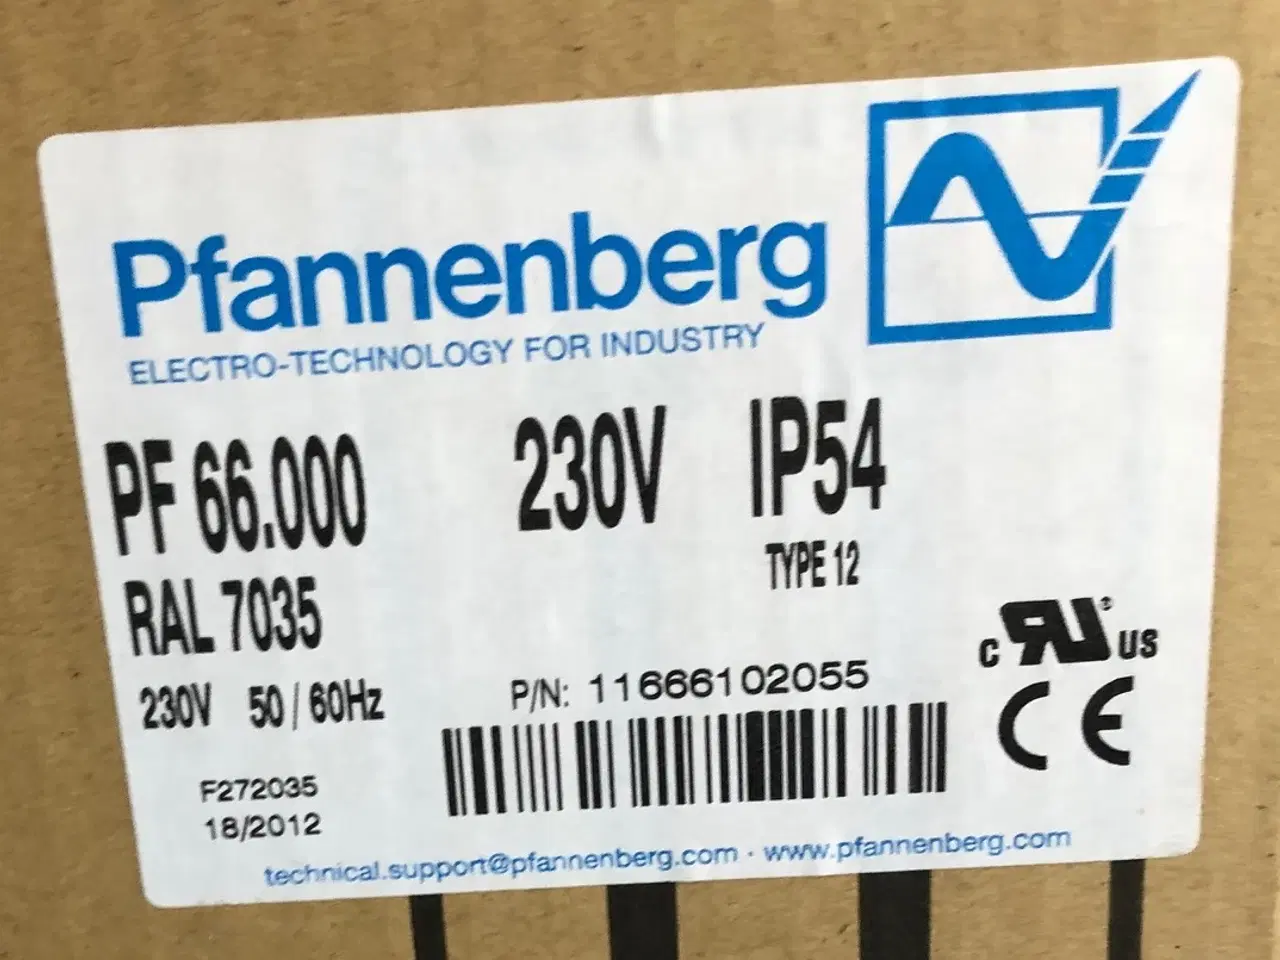 Pfannenberg
ELECTRO-TECHNOLOGY FOR INDUSTRY
PF 66.000 230V IP54
TYPE 12
RAL 7035
230V 50/60Hz
P/N: 11666102055
F272035
18/2012
c RU® US
CE
technical.support@pfannenberg.com · www.pfannenberg.com